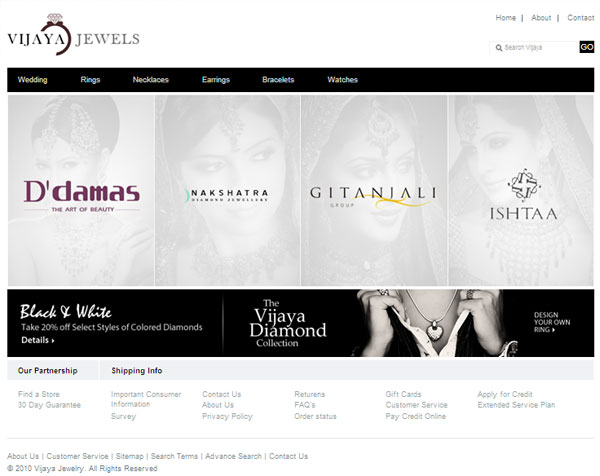 Home | About | Contact
VIJAYA JEWELS
Search Vijaya GO
Wedding Rings Necklaces Earrings Bracelets Watches
D'damas
THE ART OF BEAUTY
NAKSHATRA
DIAMOND JEWELLERY
GITANJALI
GROUP
ISHTAA
Black & White
Take 20% off Select Styles of Colored Diamonds
Details
The
Vijaya
Diamond
Collection
DESIGN
YOUR OWN
RING
Our Partnership Shipping Info
Find a Store
30 Day Guarantee
Important Consumer
Information
Survey
Contact Us
About Us
Privacy Policy
Returens
FAQ's
Order status
Gift Cards
Customer Service
Pay Credit Online
Apply for Credit
Extended Service Plan
About Us | Customer Service | Sitemap | Search Terms | Advance Search | Contact Us
© 2010 Vijaya Jewelry. All Rights Reserved